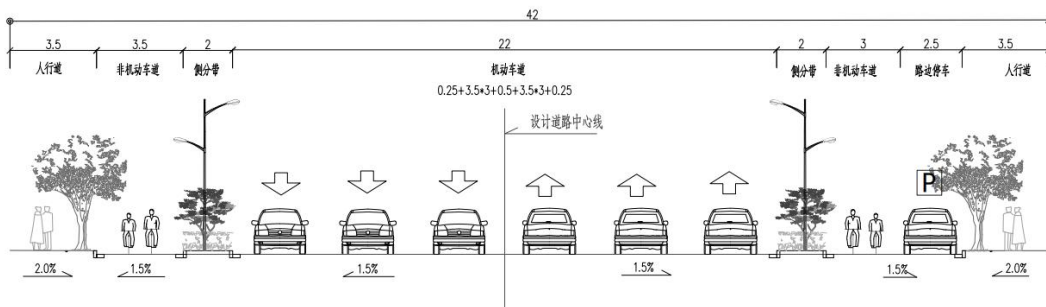 42
3.5 3.5 2 22 2 3 2.5 3.5
人行道 非机动车道 侧分带 机动车道 侧分带 非机动车道 路边停车 人行道
0.25+3.5*3+0.5+3.5*3+0.25
设计道路中心线
P
2.0% 1.5% 1.5% 1.5% 1.5% 2.0%